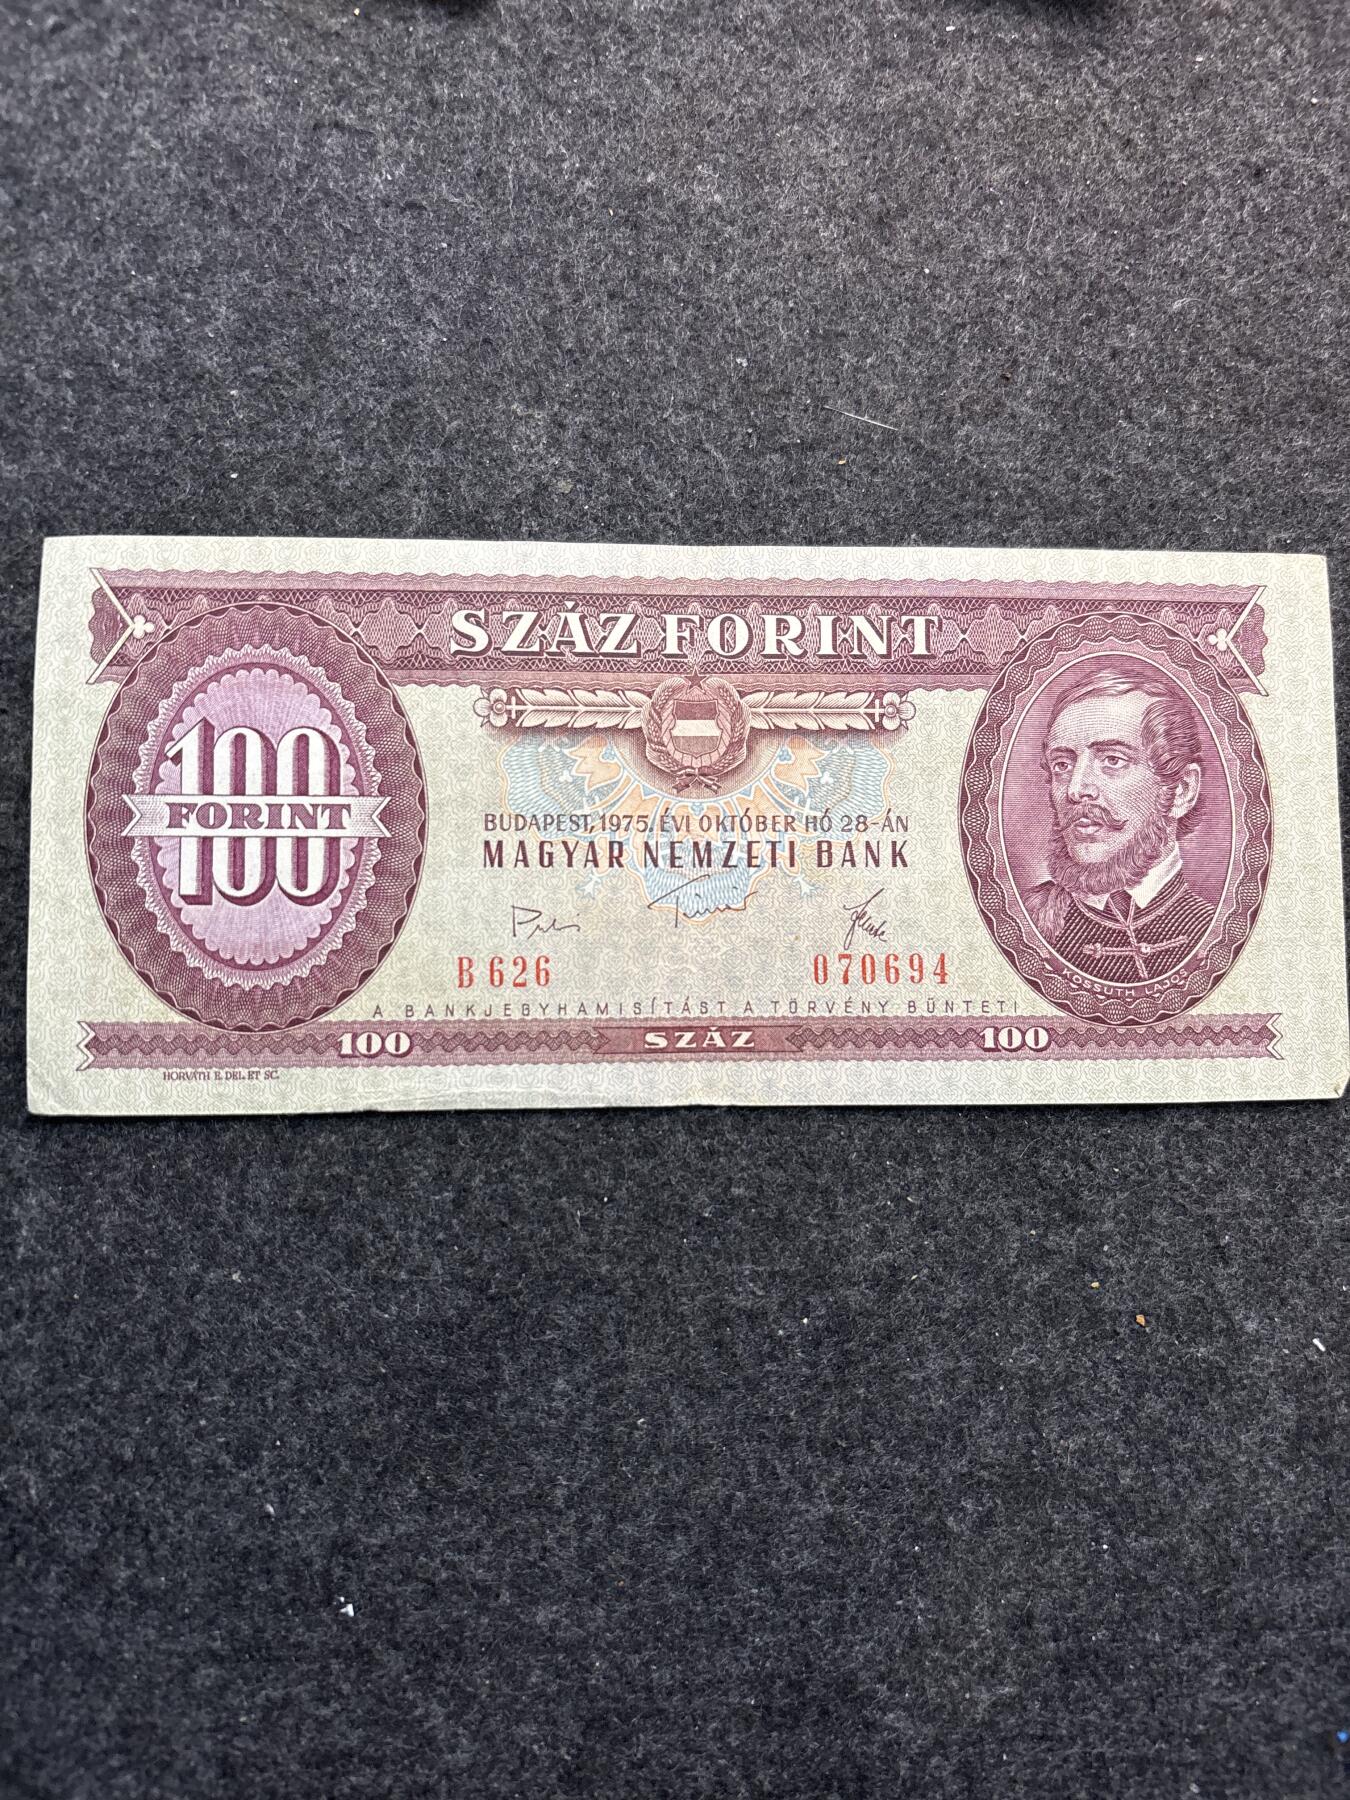 SZÁZ FORINT
100
FORINT
100
BUDAPEST, 1975. ÉVI OKTÓBER HÓ 28-ÁN
MAGYAR NEMZETI BANK
B 626
070694
KOSSUTH LAJOS
A BANKJEGYHAMISÍTÁST A TÖRVÉNY BÜNTETI
100
SZÁZ
100
HORVÁTH E. DEL. ET SC.